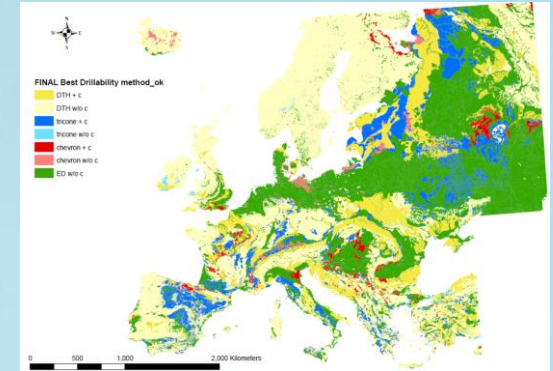 N
W E
S
FINAL Best Drillability method_ok
DTH + c
DTH w/o c
tricone + c
tricone w/o c
chevron + c
chevron w/o c
ED w/o c
0 500 1,000 2,000 Kilometers